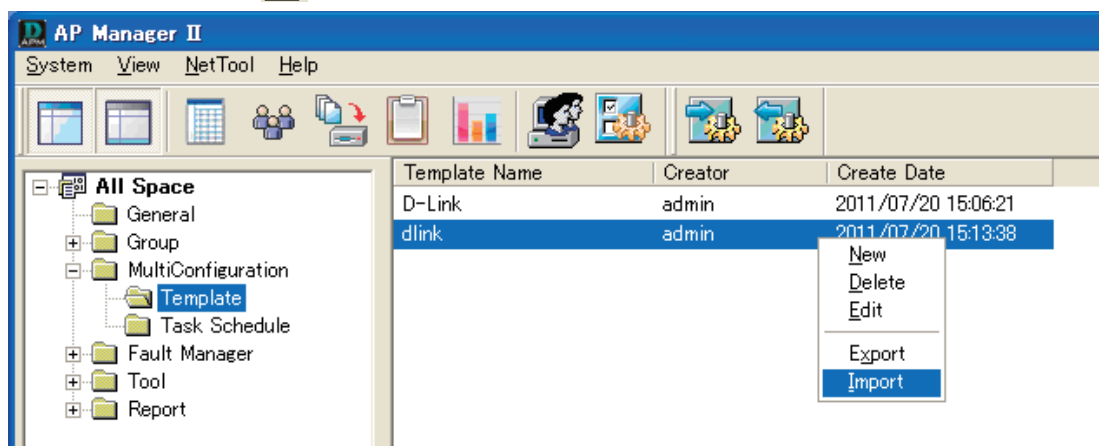 AP Manager II
System View NetTool Help
All Space
General
Group
MultiConfiguration
Template
Task Schedule
Fault Manager
Tool
Report
Template Name Creator Create Date
D-Link admin 2011/07/20 15:06:21
dlink admin 2011/07/20 15:13:38
New
Delete
Edit
Export
Import